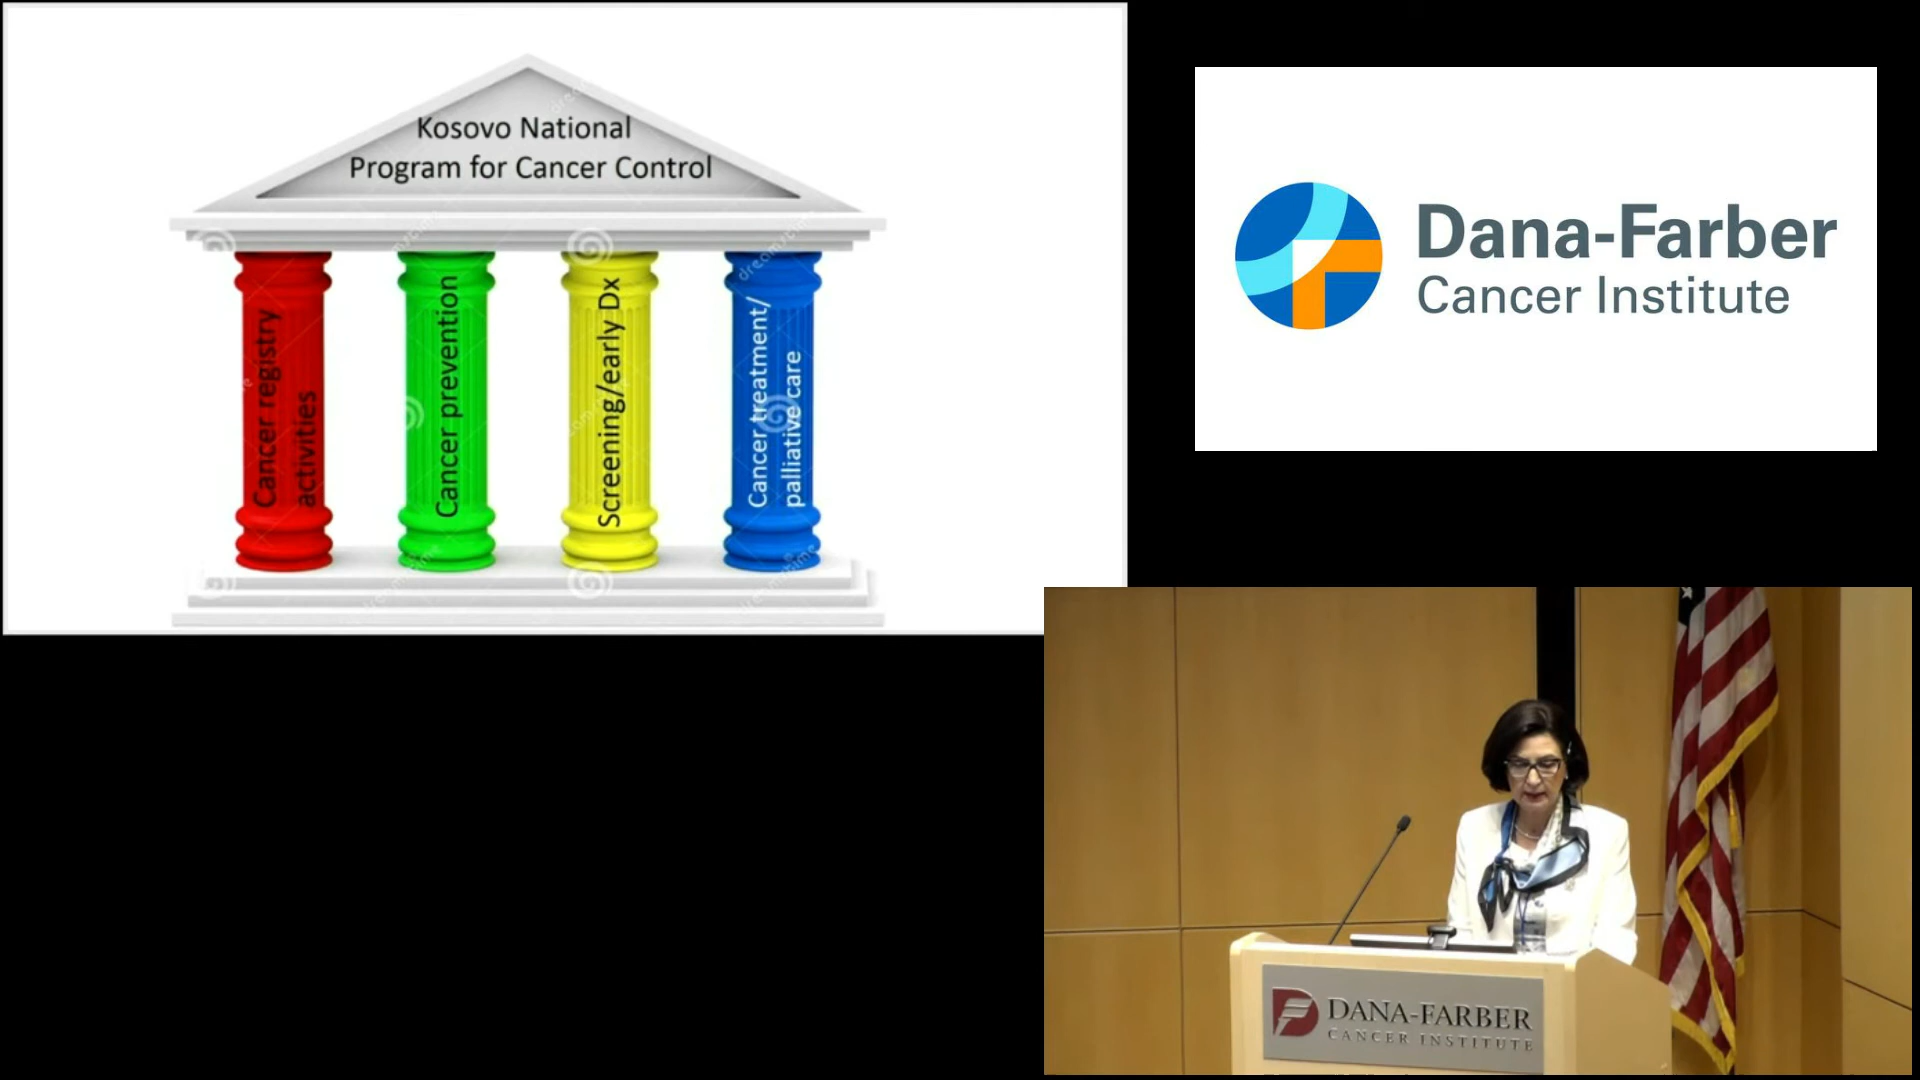 Kosovo National
Program for Cancer Control
Cancer registry
activities
Cancer prevention
Screening/early Dx
Cancer treatment/
palliative care
Dana-Farber
Cancer Institute
DANA-FARBER
CANCER INSTITUTE